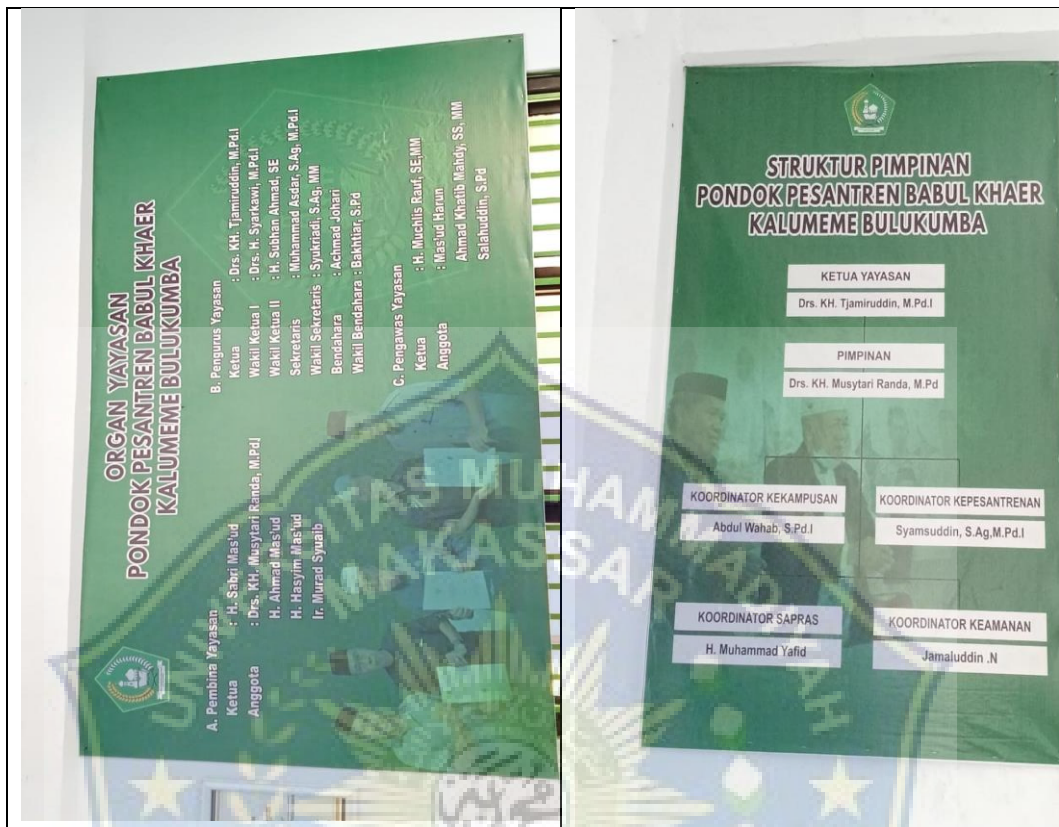 ORGAN YAYASAN
PONDOK PESANTREN BABUL KHAER
KALUMEME BULUKUMBA
A. Pembina Yayasan
Ketua : H. Sabri Mas'ud
Anggota : Drs. KH. Musytari Randa, M.Pd.I
H. Ahmad Mas'ud
H. Hasyim Mas'ud
Ir. Murad Syuaib
B. Pengurus Yayasan
Ketua : Drs. KH. Tjamiruddin, M.Pd.I
Wakil Ketua I : Drs. H. Syarkawi, M.Pd.I
Wakil Ketua II : H. Subhan Ahmad, SE
Sekretaris : Muhammad Asdar, S.Ag, M.Pd.I
Wakil Sekretaris : Syukriadi, S.Ag, MM
Bendahara : Achmad Johari
Wakil Bendahara : Bakhtiar, S.Pd
C. Pengawas Yayasan
Ketua : H. Muchlis Rauf, SE,MM
Anggota : Mas'ud Harun
Ahmad Khatib Mahdy, SS, MM
Salahuddin, S.Pd
STRUKTUR PIMPINAN
PONDOK PESANTREN BABUL KHAER
KALUMEME BULUKUMBA
KETUA YAYASAN
Drs. KH. Tjamiruddin, M.Pd.I
PIMPINAN
Drs. KH. Musytari Randa, M.Pd
KOORDINATOR KEKAMPUSAN
Abdul Wahab, S.Pd.I
KOORDINATOR KEPESANTRENAN
Syamsuddin, S.Ag,M.Pd.I
KOORDINATOR SAPRAS
H. Muhammad Yafid
KOORDINATOR KEAMANAN
Jamaluddin .N
UNIVERSITAS MUHAMMADIYAH
MAKASSAR